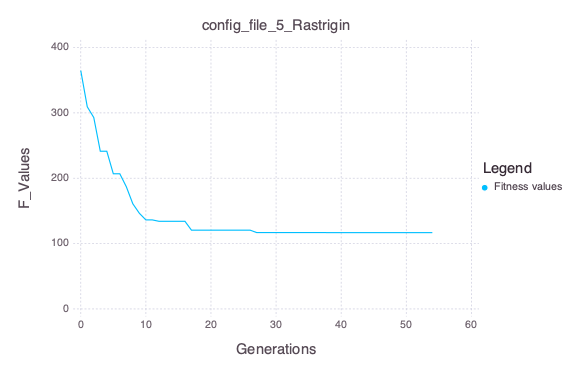 config_file_5_Rastrigin
400
300
200
100
0
F_Values
0 10 20 30 40 50 60
Generations
Legend
Fitness values